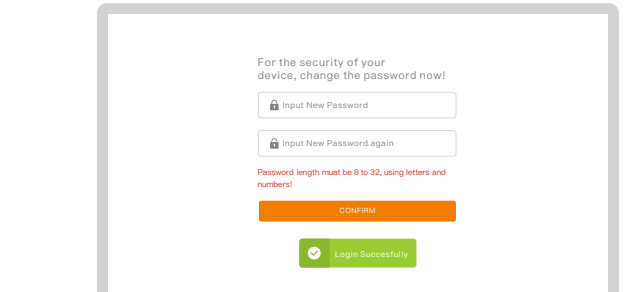 For the security of your
device, change the password now!
Input New Password
Input New Password again
Password length muat be 8 to 32, using letters and
numbers!
CONFIRM
Login Succesfully